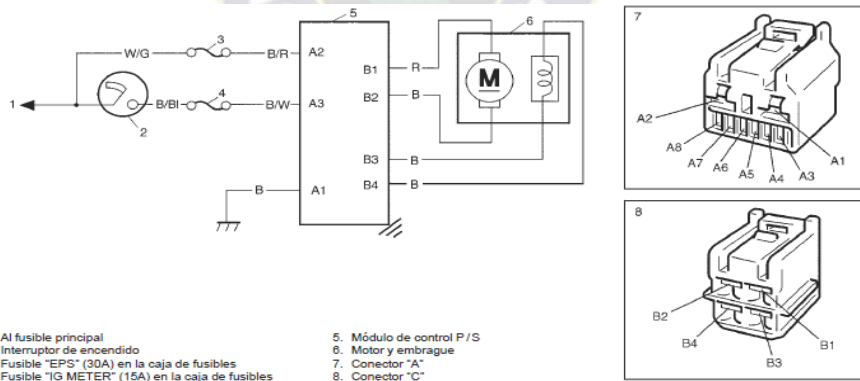 5
6
7
W/G
3
B/R
A2
B1
R
M
1
2
B/Bl
4
B/W
A3
B2
B
B3
B
B
A1
B4
B
A2
A8
A7
A6
A5
A4
A3
A1
8
B2
B4
B3
B1
Al fusible principal
Interruptor de encendido
Fusible "EPS" (30A) en la caja de fusibles
Fusible "IG METER" (15A) en la caja de fusibles
5. Módulo de control P/S
6. Motor y embrague
7. Conector "A"
8. Conector "C"